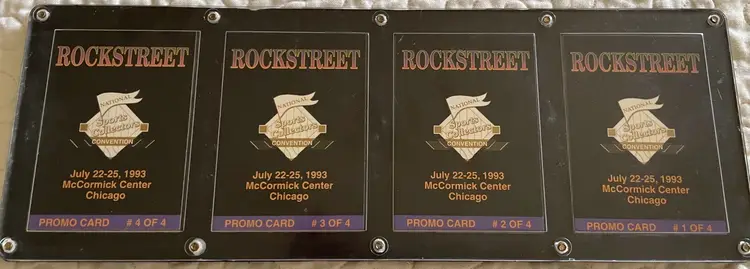 ROCKSTREET
NATIONAL
Sports
Collectors
CONVENTION
July 22-25, 1993
McCormick Center
Chicago
PROMO CARD # 4 OF 4
ROCKSTREET
NATIONAL
Sports
Collectors
CONVENTION
July 22-25, 1993
McCormick Center
Chicago
PROMO CARD # 3 OF 4
ROCKSTREET
NATIONAL
Sports
Collectors
CONVENTION
July 22-25, 1993
McCormick Center
Chicago
PROMO CARD # 2 OF 4
ROCKSTREET
NATIONAL
Sports
Collectors
CONVENTION
July 22-25, 1993
McCormick Center
Chicago
PROMO CARD # 1 OF 4